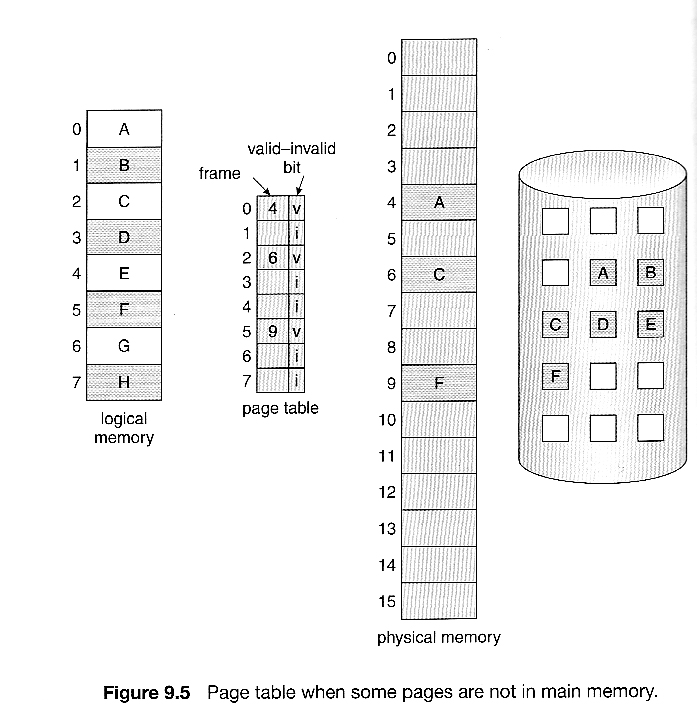 0 A
1 B
2 C
3 D
4 E
5 F
6 G
7 H
logical
memory
valid–invalid
bit
frame
0 4 v
1 i
2 6 v
3 i
4 i
5 9 v
6 i
7 i
page table
0
1
2
3
4 A
5
6 C
7
8
9 F
10
11
12
13
14
15
physical memory
A B
C D E
F
Figure 9.5 Page table when some pages are not in main memory.